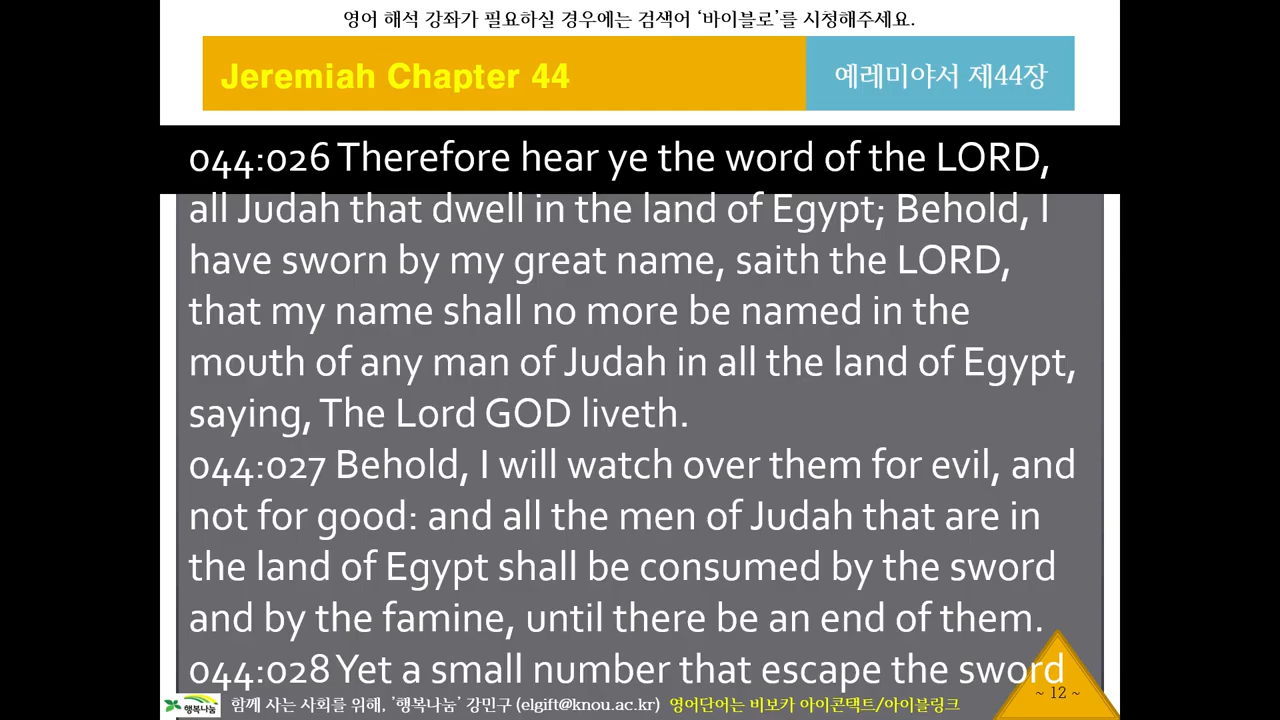 영어 해석 강좌가 필요하실 경우에는 검색어 ‘바이블로’를 시청해주세요.
Jeremiah Chapter 44
예레미야서 제44장
044:026 Therefore hear ye the word of the LORD,
all Judah that dwell in the land of Egypt; Behold, I
have sworn by my great name, saith the LORD,
that my name shall no more be named in the
mouth of any man of Judah in all the land of Egypt,
saying, The Lord GOD liveth.
044:027 Behold, I will watch over them for evil, and
not for good: and all the men of Judah that are in
the land of Egypt shall be consumed by the sword
and by the famine, until there be an end of them.
044:028 Yet a small number that escape the sword
~ 12 ~
행복나눔
함께 사는 사회를 위해, '행복나눔' 강민구 (elgift@knou.ac.kr) 영어단어는 비보카 아이콘택트/아이블링크